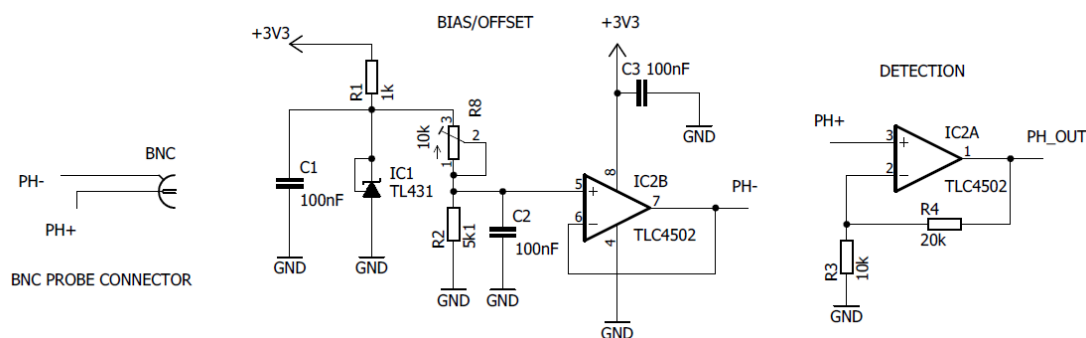 BIAS/OFFSET
+3V3
+3V3
C3 100nF
DETECTION
R1
1k
R8
10k
3
2
1
GND
PH+
3
2
1
IC2A
PH_OUT
TLC4502
BNC
PH-
PH+
C1
100nF
IC1
TL431
5
6
7
8
4
IC2B
TLC4502
PH-
R2
5k1
C2
100nF
R4
20k
R3
10k
GND
GND
GND
GND
GND
GND
BNC PROBE CONNECTOR